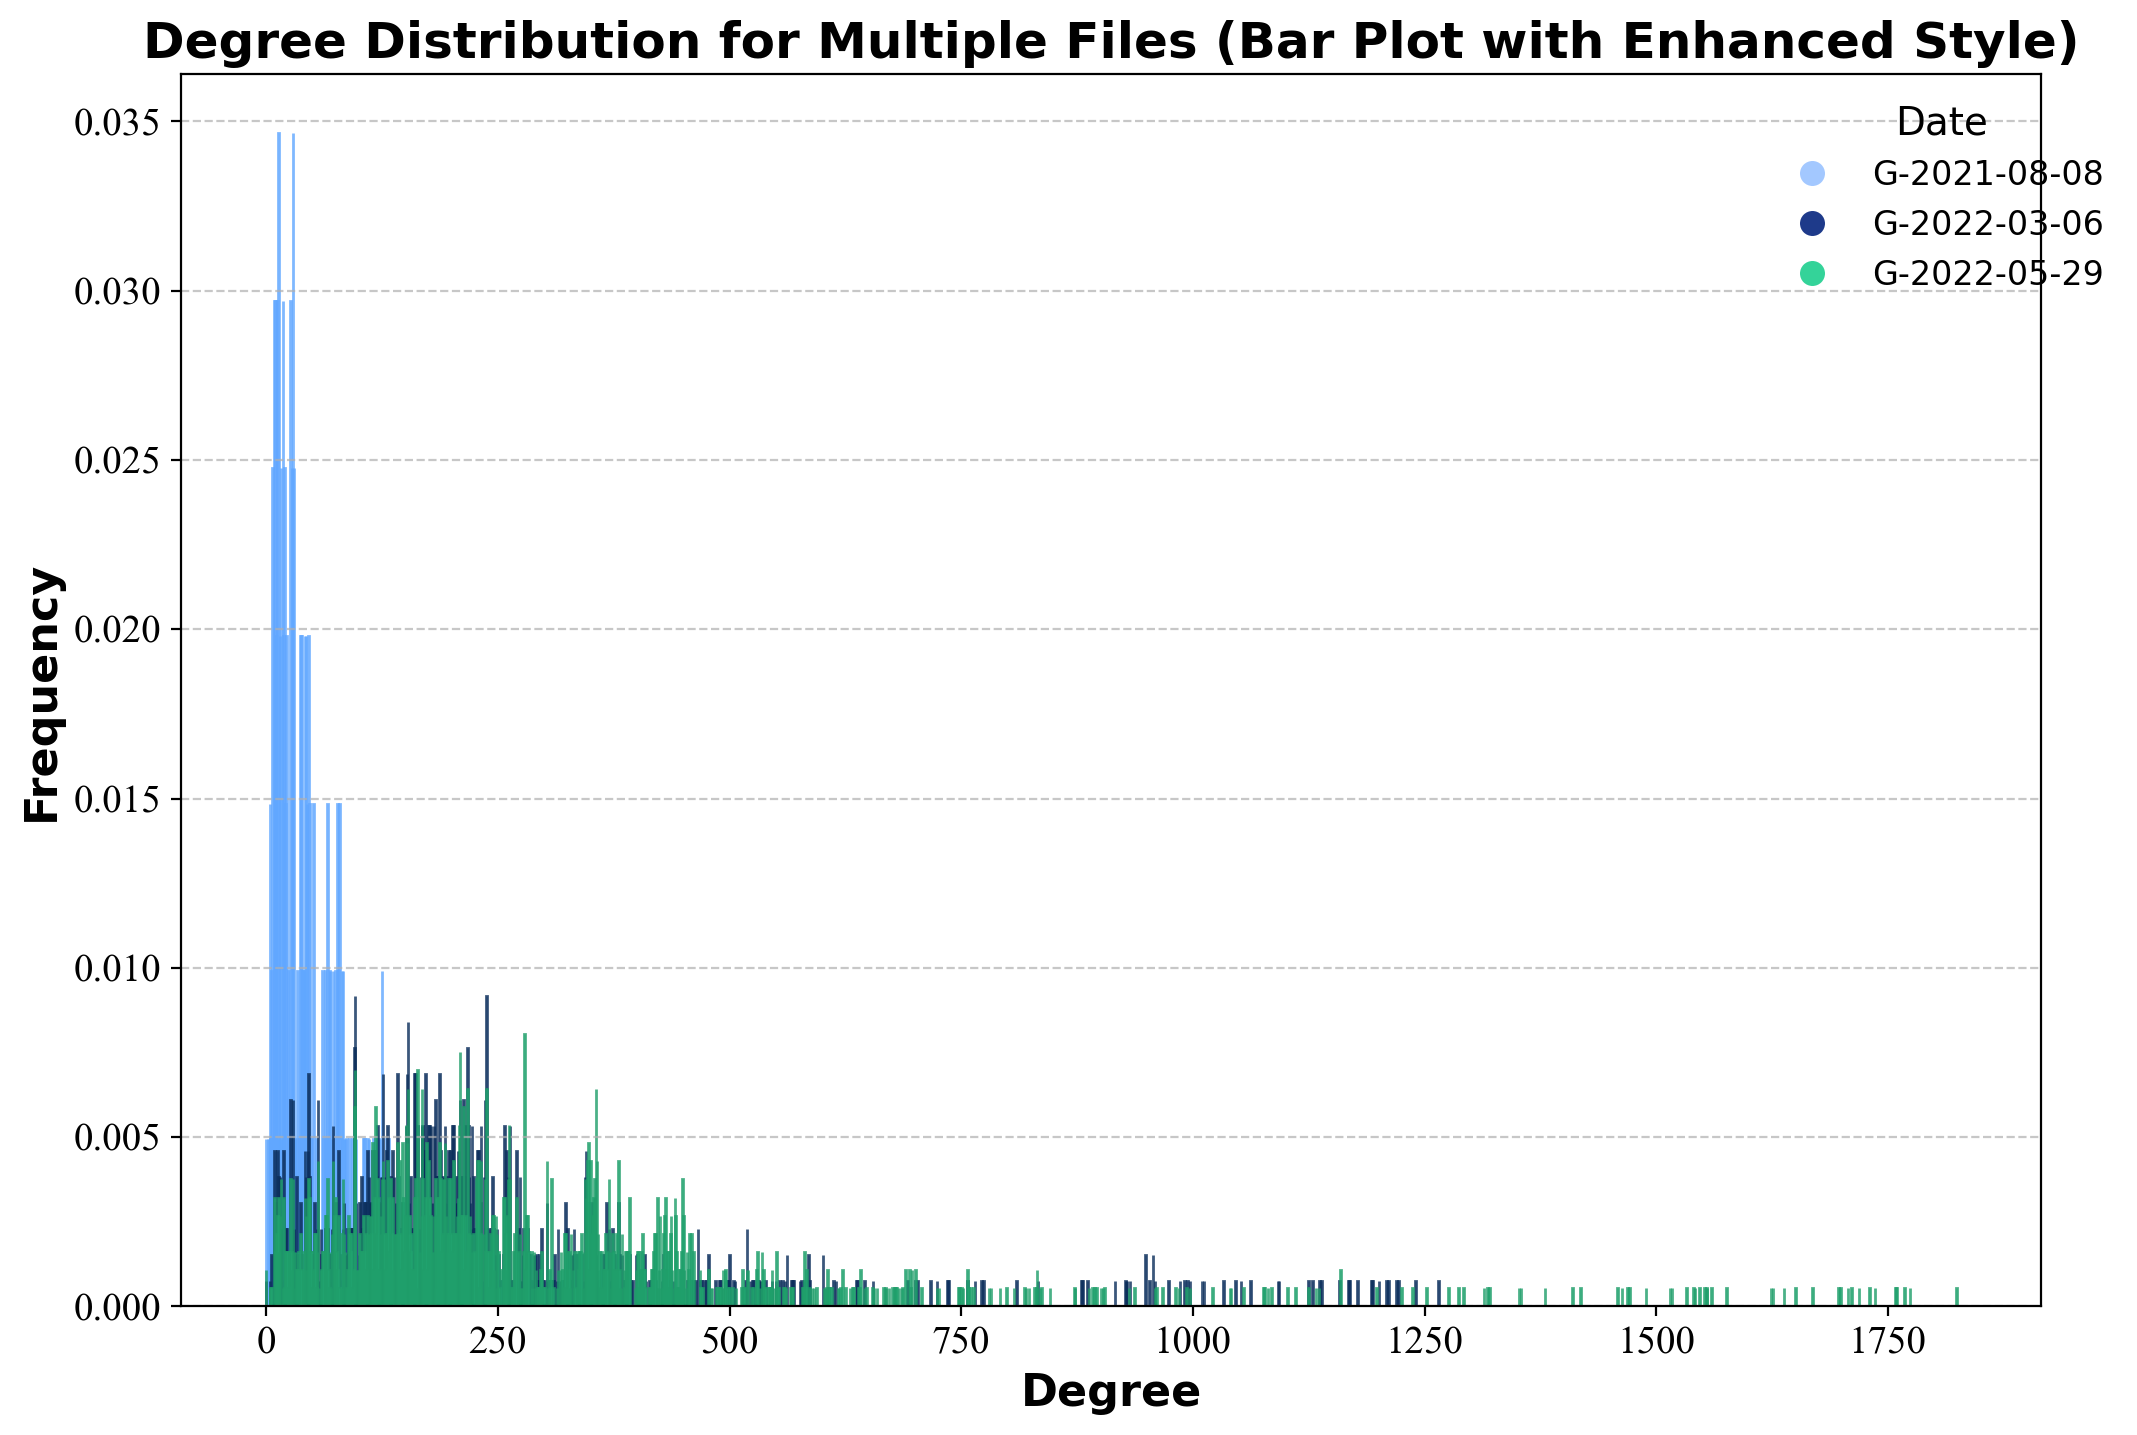 Degree Distribution for Multiple Files (Bar Plot with Enhanced Style)
Date
G-2021-08-08
G-2022-03-06
G-2022-05-29
Frequency
0.035
0.030
0.025
0.020
0.015
0.010
0.005
0.000
0 250 500 750 1000 1250 1500 1750
Degree